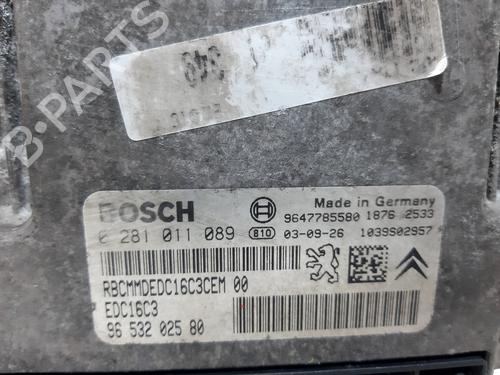 B-PARTS
349
BOSCH
Made in Germany
9647785580 1876 2533
0 281 011 089 810 03-09-26 1039S02957
RBCMMDEDC16C3CEM 00
EDC16C3
96 532 025 80